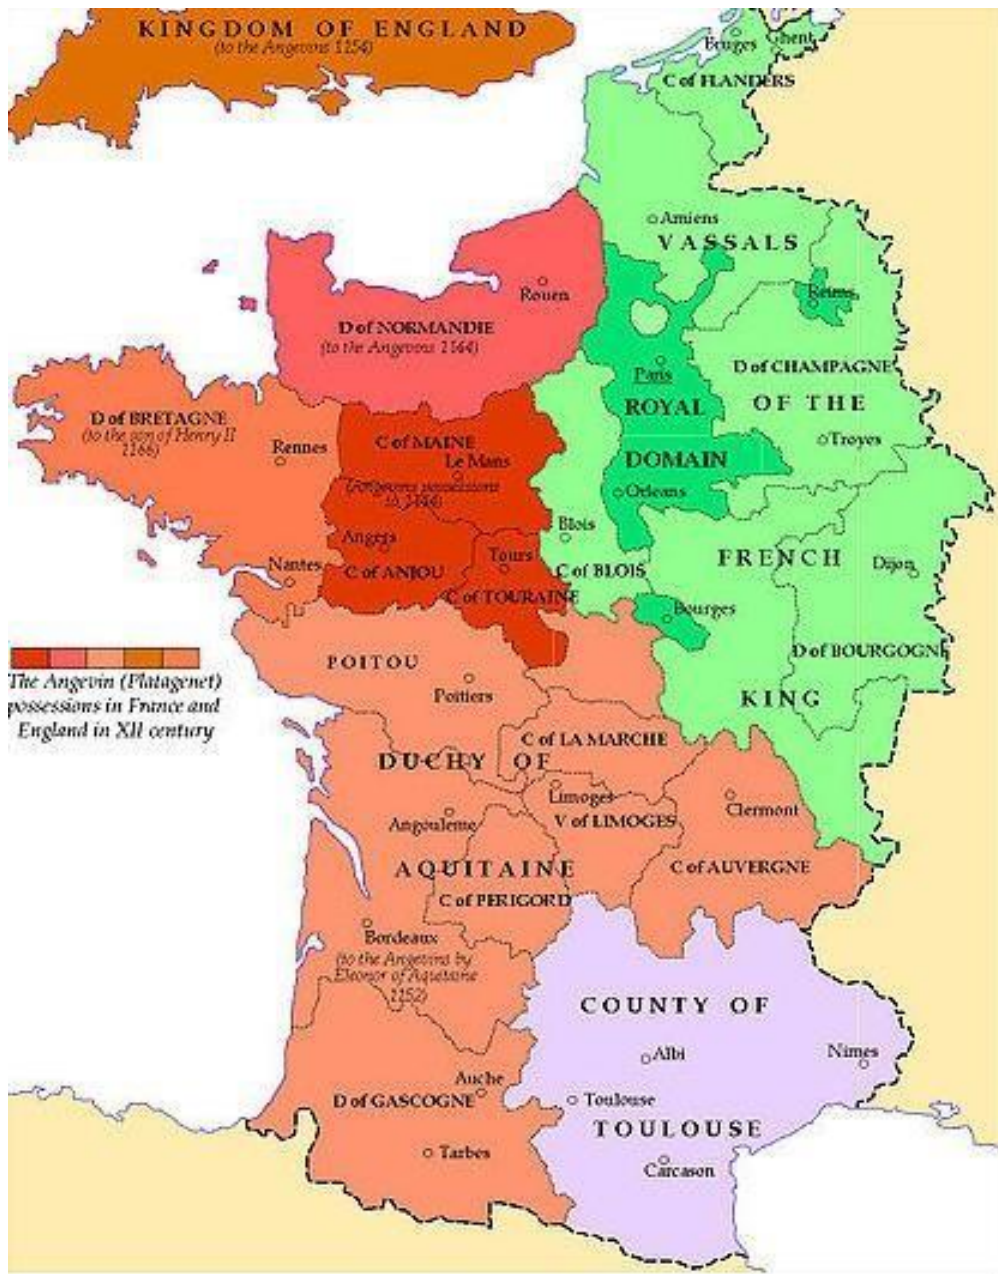 KINGDOM OF ENGLAND
(to the Angevins 1154)
Bruges
Ghent
C of FLANDERS
Amiens
VASSALS
Reims
Rouen
D of NORMANDIE
(to the Angevins 1144)
Paris
D of CHAMPAGNE
ROYAL
OF THE
D of BRETAGNE
(to the son of Henry II
1166)
Rennes
C of MAINE
Le Mans
(Angevins possessions
to 1144)
Troyes
DOMAIN
Orleans
Blois
Angers
Tours
FRENCH
Dijon
Nantes
C of ANJOU
C of BLOIS
C of TOURAINE
Bourges
D of BOURGOGNE
The Angevin (Platagenet)
possessions in France and
England in XII century
POITOU
Poitiers
KING
C of LA MARCHE
DUCHY OF
Limoges
V of LIMOGES
Clermont
Angouleme
AQUITAINE
C of AUVERGNE
C of PERIGORD
Bordeaux
(to the Angevins by
Eleonor of Aquitaine
1152)
COUNTY OF
Albi
Nimes
Auche
D of GASCOGNE
Toulouse
TOULOUSE
Tarbes
Carcason